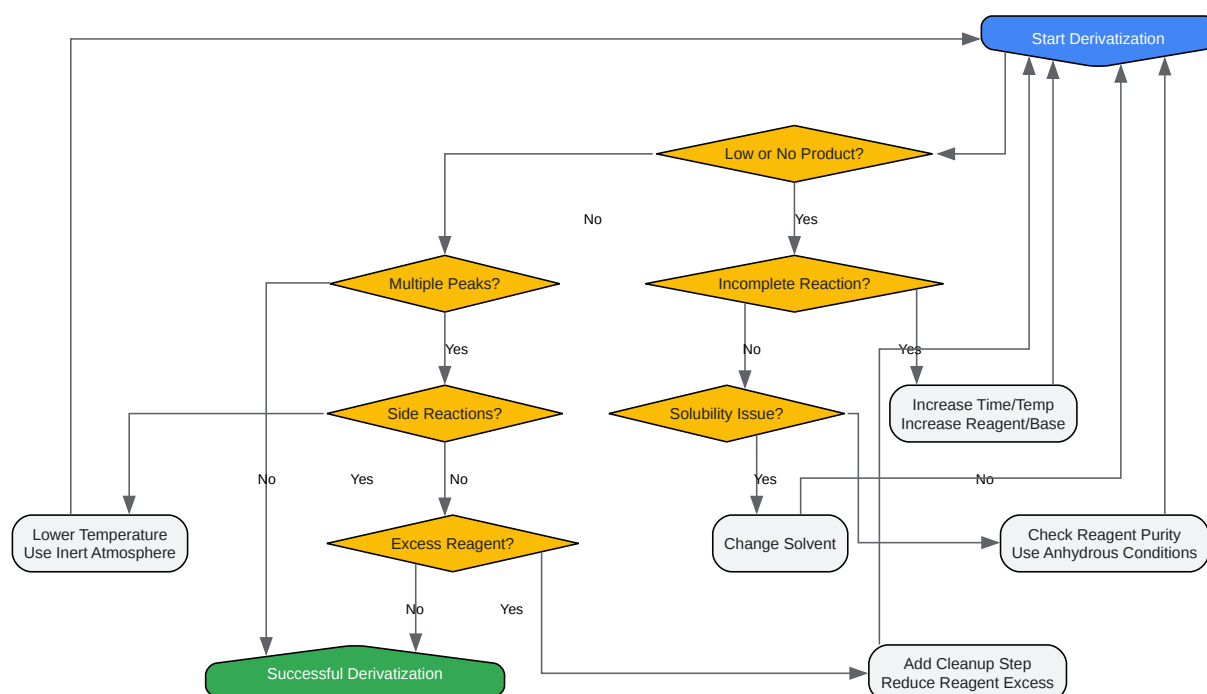 Start Derivatization
Low or No Product?
No
Yes
Multiple Peaks?
Incomplete Reaction?
Yes
No
Yes
Side Reactions?
Solubility Issue?
Increase Time/Temp
Increase Reagent/Base
No
Yes
No
Yes
No
Lower Temperature
Use Inert Atmosphere
Excess Reagent?
Change Solvent
Check Reagent Purity
Use Anhydrous Conditions
No
Yes
Successful Derivatization
Add Cleanup Step
Reduce Reagent Excess